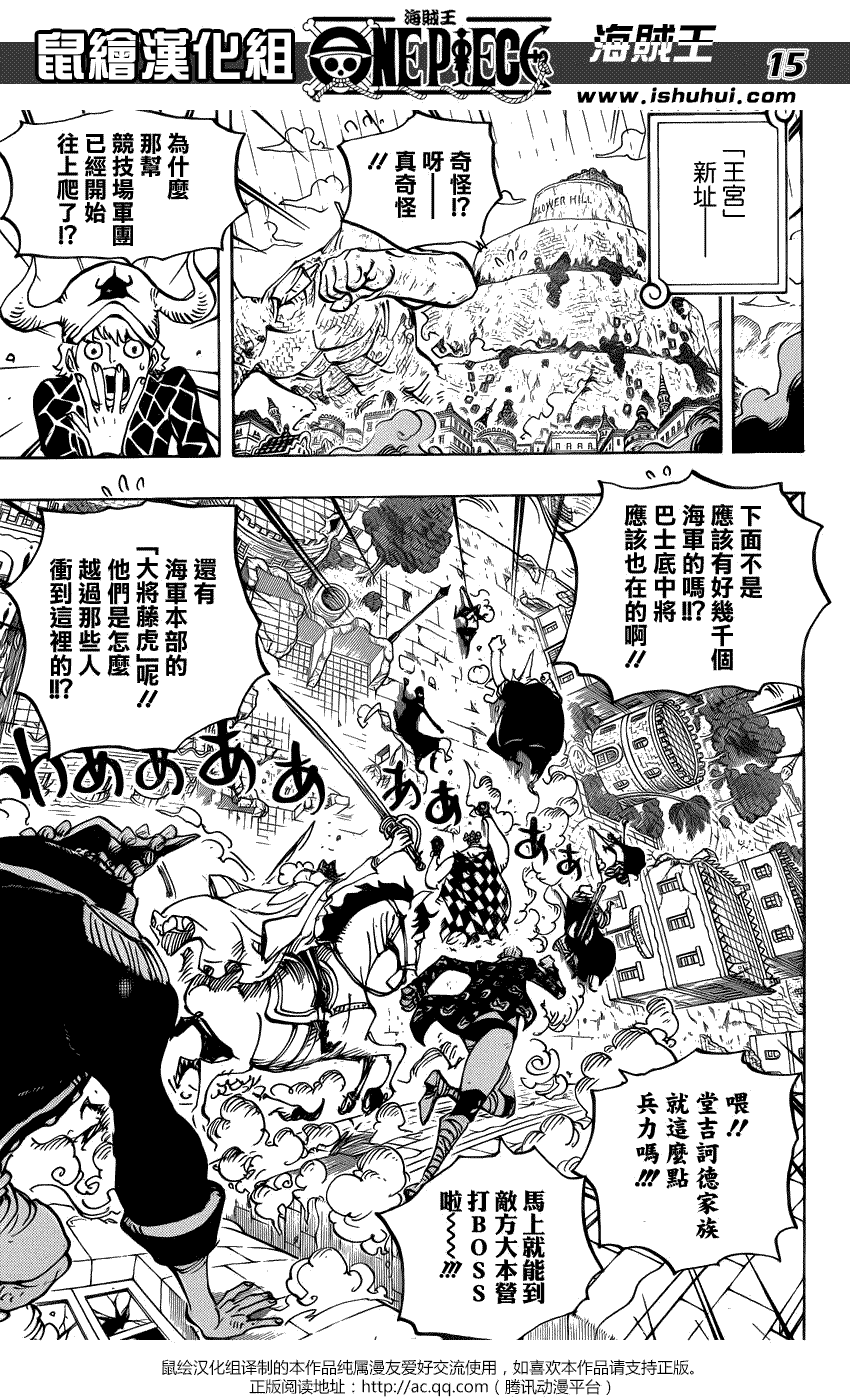 鼠繪漢化組
海賊王
ONE PIECE
海賊王
15
www.ishuhui.com
「王宮」
新址——
FLOWER HILL
奇怪!?
呀——
真奇怪
!!
為什麼
那幫
競技場軍團
已經開始
往上爬了!?
下面不是
應該有好幾千個
海軍的嗎!!?
巴士底中將
應該也在的啊!!
還有
海軍本部的
「大將藤虎」呢!!
他們是怎麼
越過那些人
衝到這裡的!!?
わめめあああ
ああ
ああ
喂!!
堂吉訶德家族
就這麼點
兵力嗎!!!
馬上就能到
敵方大本營
打BOSS
啦~~~!!!
鼠绘汉化组译制的本作品纯属漫友爱好交流使用，如喜欢本作品请支持正版。
正版阅读地址：http://ac.qq.com（腾讯动漫平台）